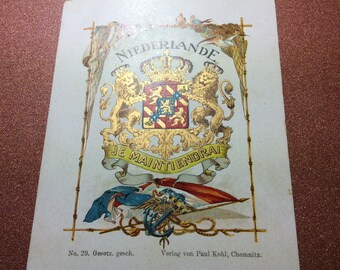 NIEDERLANDE
JE MAINTIENDRAI
No. 29. Gesetz. gesch. Verlag von Paul Kohl, Chemnitz.